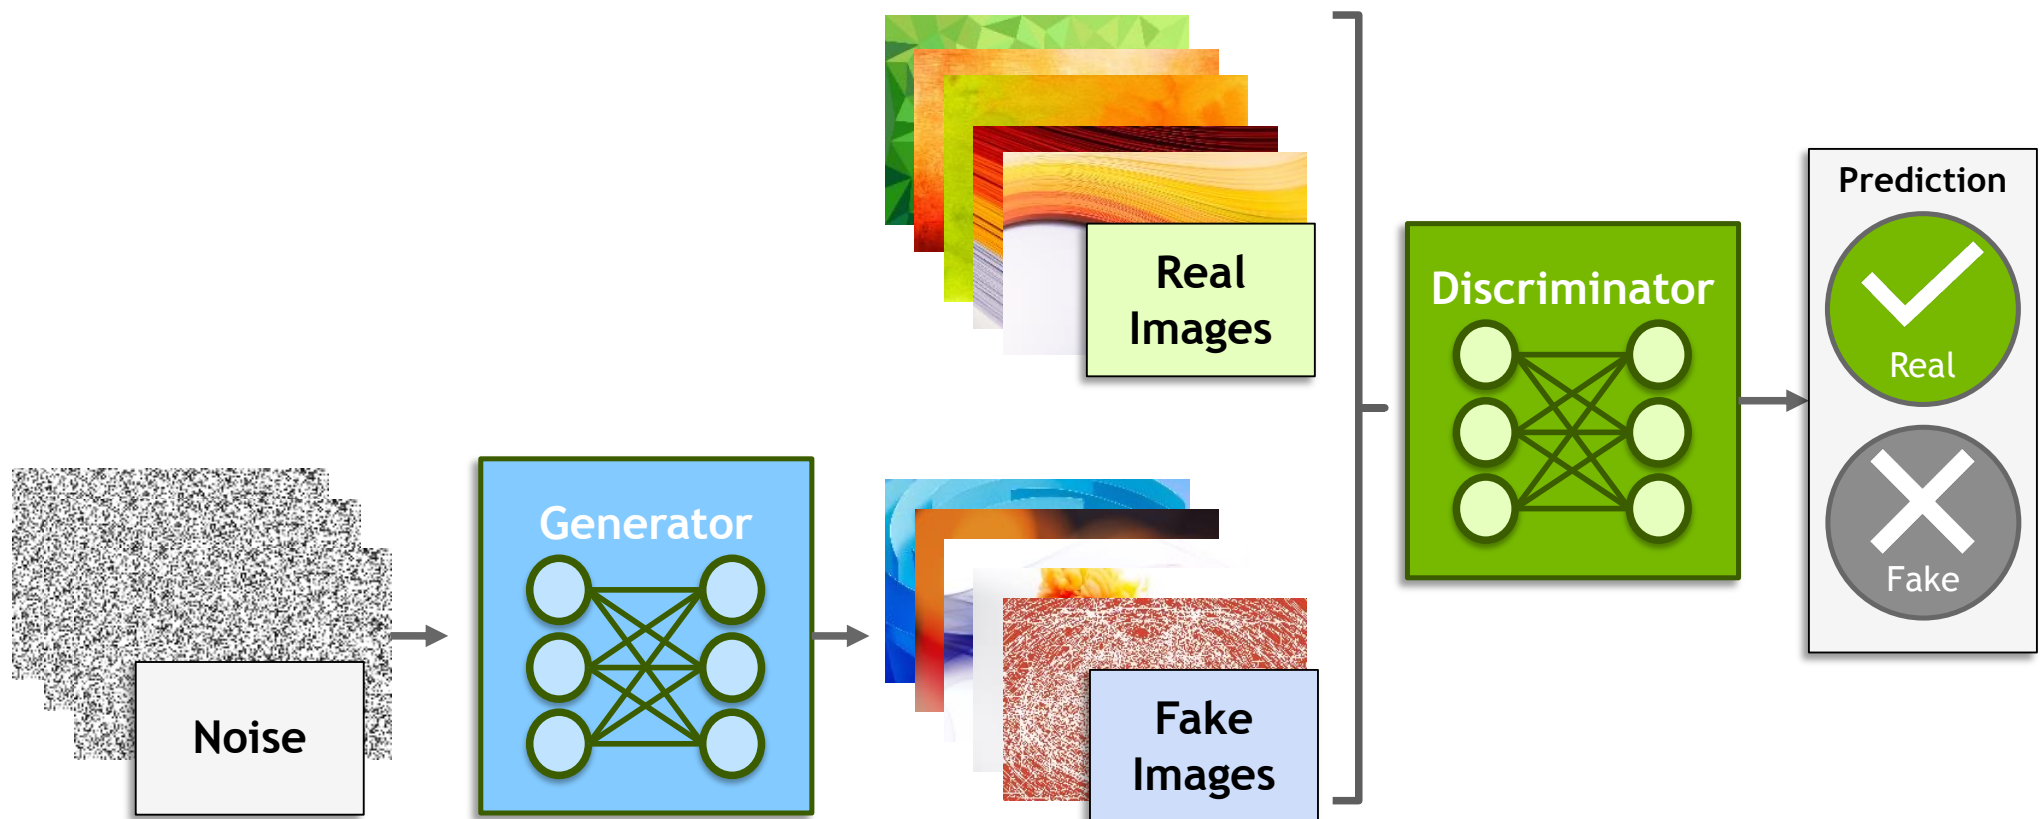 Noise
Generator
Real
Images
Fake
Images
Discriminator
Prediction
Real
Fake